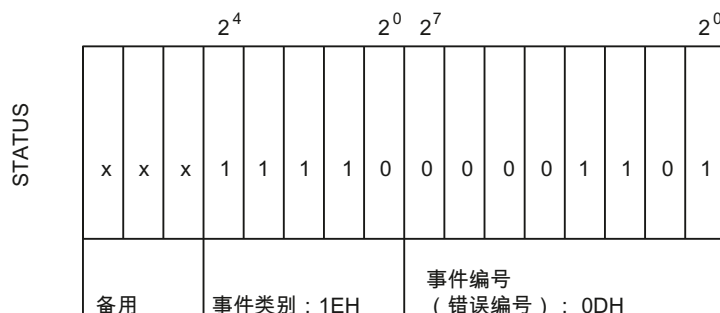 2⁴ 2⁰ 2⁷ 2⁰
STATUS
x x x 1 1 1 1 0 0 0 0 0 1 1 0 1
备用
事件类别：1EH
事件编号
（错误编号）：0DH